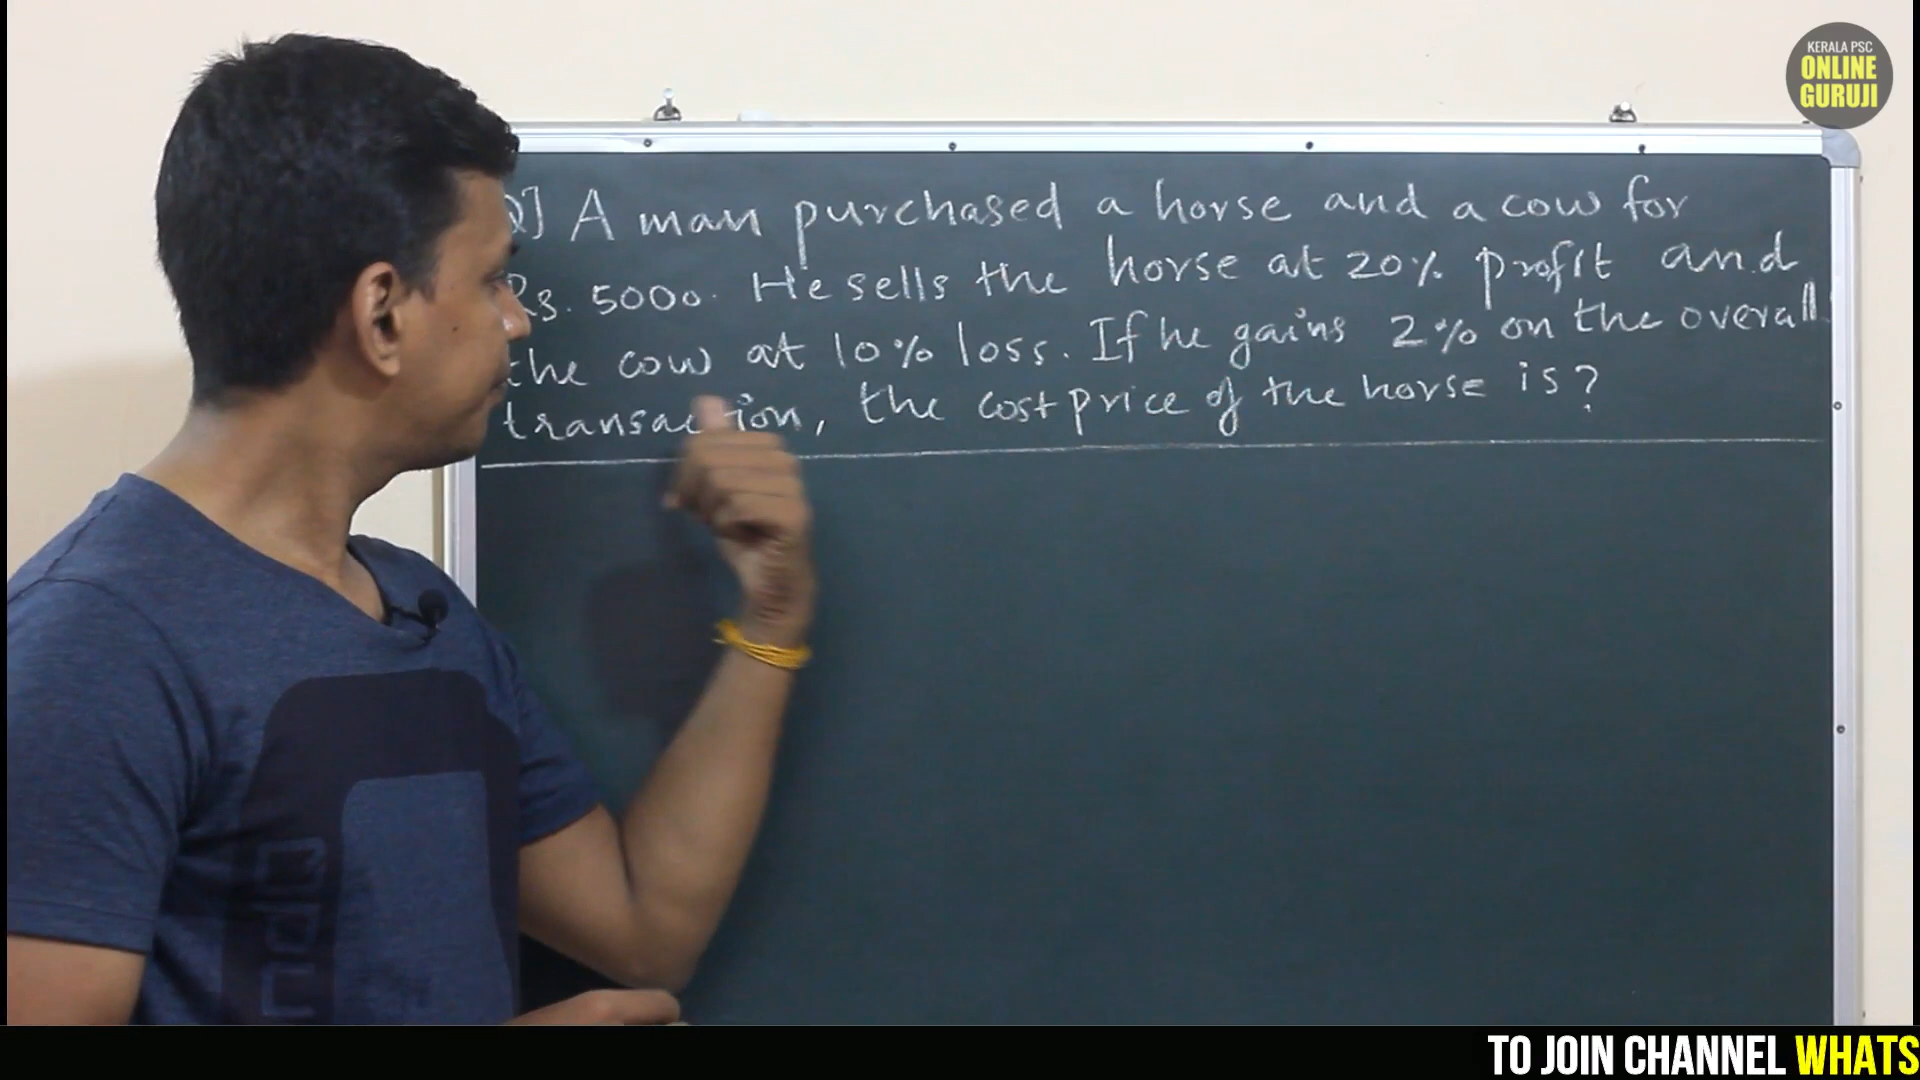 KERALA PSC
ONLINE
GURUJI
Q] A man purchased a horse and a cow for
Rs. 5000. He sells the horse at 20% profit and
the cow at 10% loss. If he gains 2% on the overall
transaction, the cost price of the horse is?
TO JOIN CHANNEL WHATS